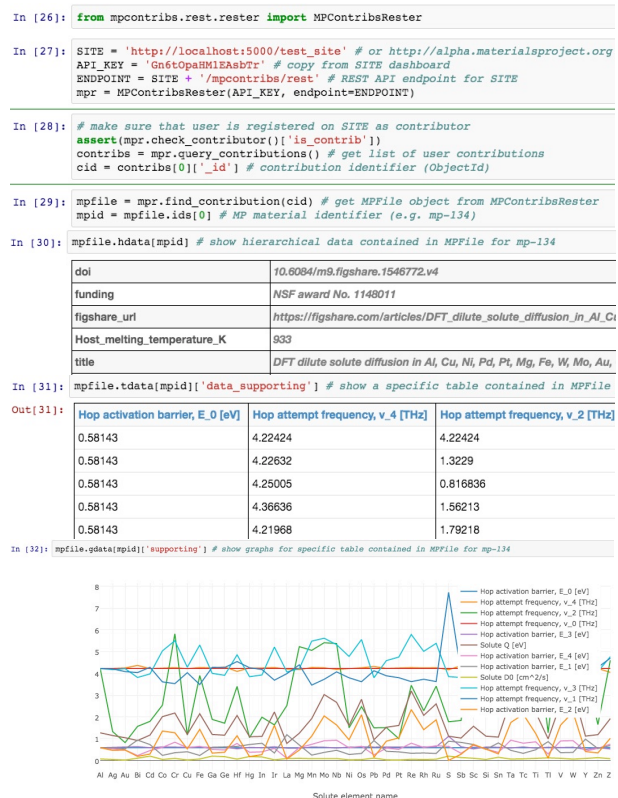 In [26]: from mpcontribs.rest.rester import MPContribsRester
In [27]: SITE = 'http://localhost:5000/test_site' # or http://alpha.materialsproject.org
API_KEY = 'Gn6tOpaHM1EAsbTr' # copy from SITE dashboard
ENDPOINT = SITE + '/mpcontribs/rest' # REST API endpoint for SITE
mpr = MPContribsRester(API_KEY, endpoint=ENDPOINT)
In [28]: # make sure that user is registered on SITE as contributor
assert(mpr.check_contributor()['is_contrib'])
contribs = mpr.query_contributions() # get list of user contributions
cid = contribs[0]['_id'] # contribution identifier (ObjectId)
In [29]: mpfile = mpr.find_contribution(cid) # get MPFile object from MPContribsRester
mpid = mpfile.ids[0] # MP material identifier (e.g. mp-134)
In [30]: mpfile.hdata[mpid] # show hierarchical data contained in MPFile for mp-134
doi 10.6084/m9.figshare.1546772.v4
funding NSF award No. 1148011
figshare_url https://figshare.com/articles/DFT_dilute_solute_diffusion_in_Al_Cu
Host_melting_temperature_K 933
title DFT dilute solute diffusion in Al, Cu, Ni, Pd, Pt, Mg, Fe, W, Mo, Au,
In [31]: mpfile.tdata[mpid]['data_supporting'] # show a specific table contained in MPFile
Out[31]: Hop activation barrier, E_0 [eV] Hop attempt frequency, v_4 [THz] Hop attempt frequency, v_2 [THz]
0.58143 4.22424 4.22424
0.58143 4.22632 1.3229
0.58143 4.25005 0.816836
0.58143 4.36636 1.56213
0.58143 4.21968 1.79218
In [32]: mpfile.gdata[mpid]['supporting'] # show graphs for specific table contained in MPFile for mp-134
8
7
6
5
4
3
2
1
0
Hop activation barrier, E_0 [eV]
Hop attempt frequency, v_4 [THz]
Hop attempt frequency, v_2 [THz]
Hop attempt frequency, v_0 [THz]
Hop activation barrier, E_3 [eV]
Solute Q [eV]
Hop activation barrier, E_4 [eV]
Hop activation barrier, E_1 [eV]
Solute D0 [cm^2/s]
Hop attempt frequency, v_3 [THz]
Hop attempt frequency, v_1 [THz]
Hop activation barrier, E_2 [eV]
Al Ag Au Bi Cd Co Cr Cu Fe Ga Ge Hf Hg In Ir La Mg Mn Mo Nb Ni Os Pb Pd Pt Re Rh Ru S Sb Sc Si Sn Ta Tc Ti Tl V W Y Zn Z
Solute element name